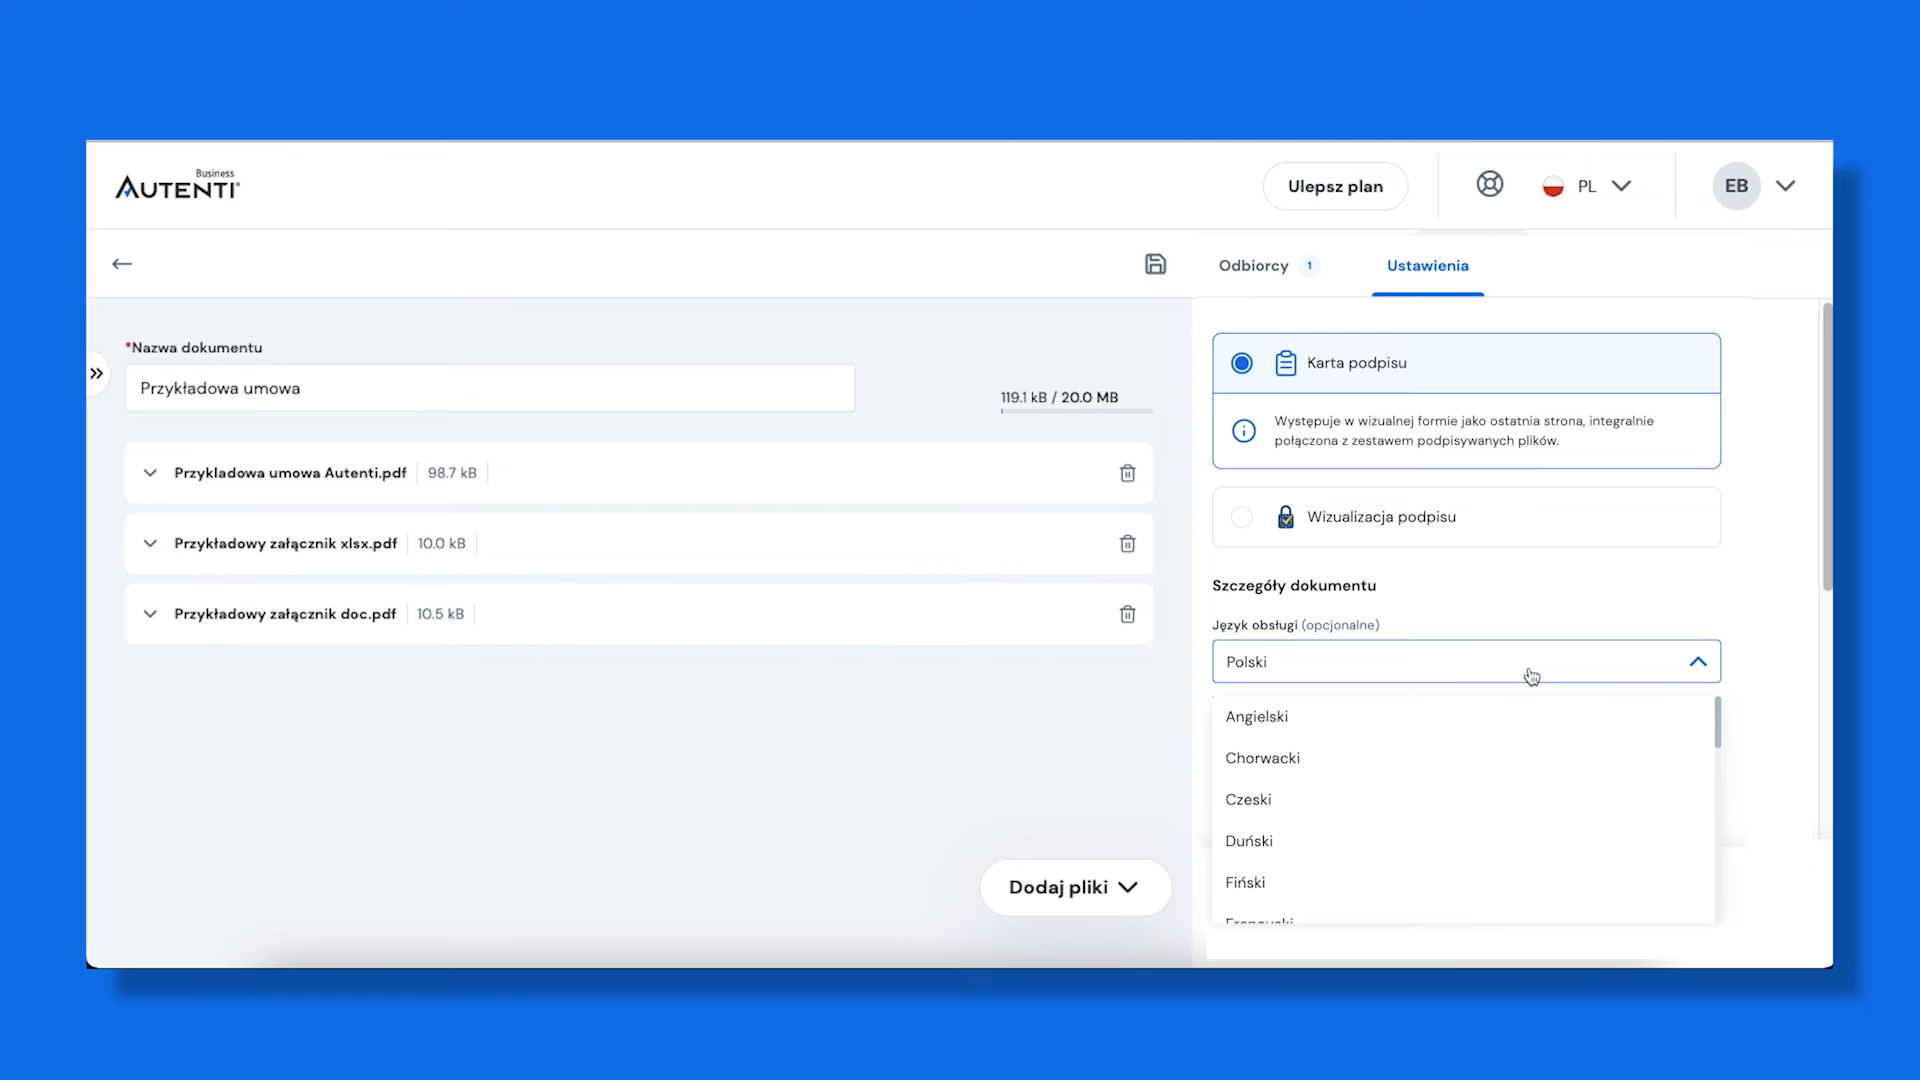 Business
AUTENTI
Ulepsz plan
PL
EB
Odbiorcy 1
Ustawienia
*Nazwa dokumentu
Przykładowa umowa
119.1 kB / 20.0 MB
Przykladowa umowa Autenti.pdf 98.7 kB
Przykładowy załącznik xlsx.pdf 10.0 kB
Przykładowy załącznik doc.pdf 10.5 kB
Dodaj pliki
Karta podpisu
Występuje w wizualnej formie jako ostatnia strona, integralnie
połączona z zestawem podpisywanych plików.
Wizualizacja podpisu
Szczegóły dokumentu
Język obsługi (opcjonalne)
Polski
Angielski
Chorwacki
Czeski
Duński
Fiński